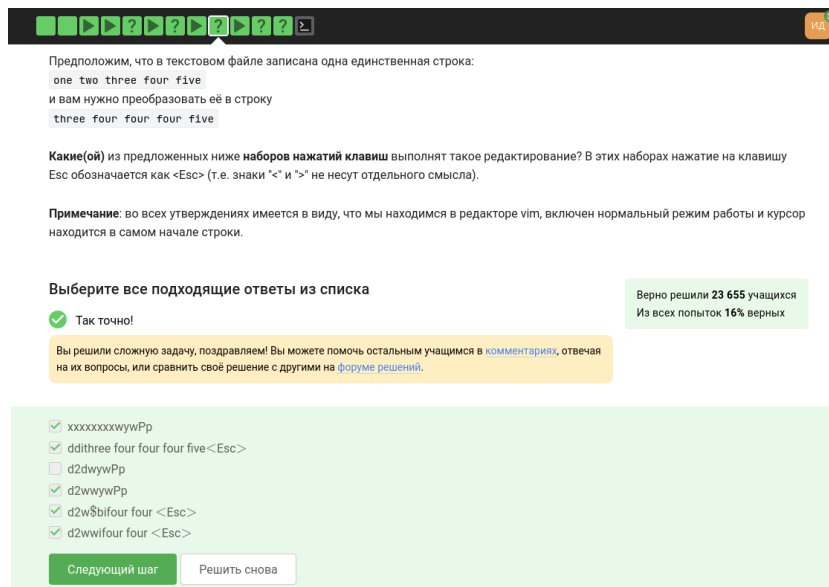 ИД
Предположим, что в текстовом файле записана одна единственная строка:
one two three four five
и вам нужно преобразовать её в строку
three four four four five
Какие(ой) из предложенных ниже наборов нажатий клавиш выполнят такое редактирование? В этих наборах нажатие на клавишу
Esc обозначается как <Esc> (т.е. знаки "<" и ">" не несут отдельного смысла).
Примечание: во всех утверждениях имеется в виду, что мы находимся в редакторе vim, включен нормальный режим работы и курсор
находится в самом начале строки.
Выберите все подходящие ответы из списка
Верно решили 23 655 учащихся
Из всех попыток 16% верных
Так точно!
Вы решили сложную задачу, поздравляем! Вы можете помочь остальным учащимся в комментариях, отвечая
на их вопросы, или сравнить своё решение с другими на форуме решений.
xxxxxxxxwywPp
ddithree four four four five<Esc>
d2dwywPp
d2wwywPp
d2w$bifour four <Esc>
d2wwifour four <Esc>
Следующий шаг
Решить снова